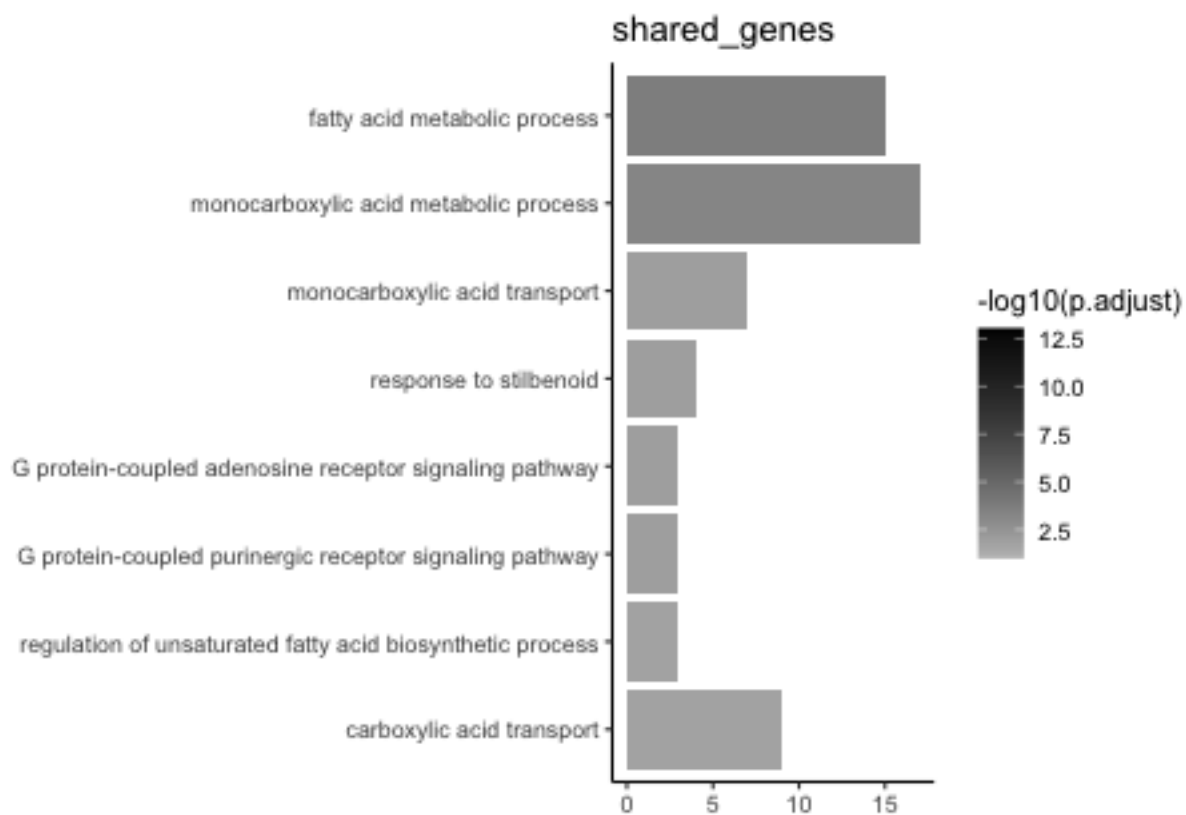 shared_genes
fatty acid metabolic process
monocarboxylic acid metabolic process
monocarboxylic acid transport
response to stilbenoid
G protein-coupled adenosine receptor signaling pathway
G protein-coupled purinergic receptor signaling pathway
regulation of unsaturated fatty acid biosynthetic process
carboxylic acid transport
0 5 10 15
-log10(p.adjust)
12.5
10.0
7.5
5.0
2.5